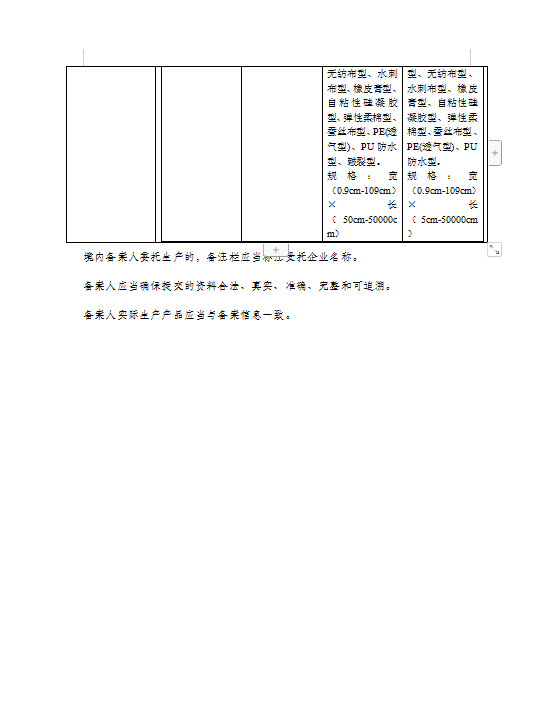 无纺布型、水刺
布型、橡皮膏型、
自粘性硅凝胶
型、弹性柔棉型、
蚕丝布型、PE(透
气型)、PU防水
型、皲裂型。
规格：宽
（0.9cm-109cm）
×长
（50cm-50000c
m）
型、无纺布型、
水刺布型、橡皮
膏型、自粘性硅
凝胶型、弹性柔
棉型、蚕丝布型、
PE(透气型)、PU
防水型。
规格：宽
（0.9cm-109cm）
×长
（5cm-50000cm
）
境内备案人委托生产的，备注栏应当标注受托企业名称。
备案人应当确保提交的资料合法、真实、准确、完整和可追溯。
备案人实际生产产品应当与备案信息一致。